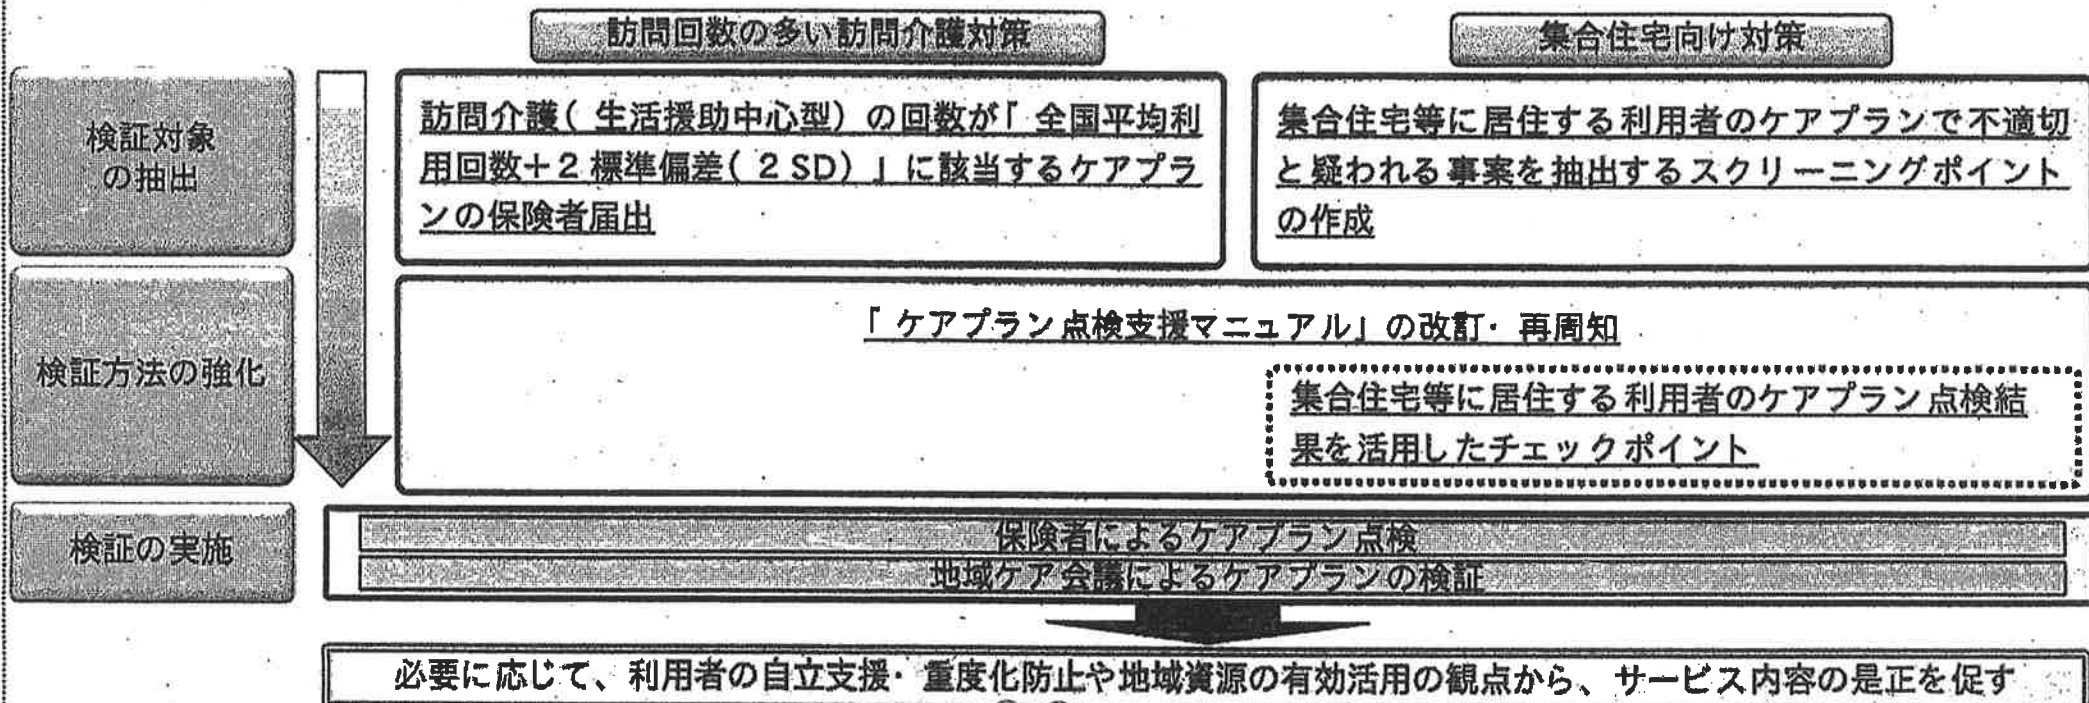 訪問回数の多い訪問介護対策
集合住宅向け対策
検証対象
の抽出
訪問介護(生活援助中心型)の回数が「全国平均利
用回数+2標準偏差(2SD)」に該当するケアプラ
ンの保険者届出
集合住宅等に居住する利用者のケアプランで不適切
と疑われる事案を抽出するスクリーニングポイント
の作成
検証方法の強化
「ケアプラン点検支援マニュアル」の改訂・再周知
集合住宅等に居住する利用者のケアプラン点検結
果を活用したチェックポイント
検証の実施
保険者によるケアプラン点検
地域ケア会議によるケアプランの検証
必要に応じて、利用者の自立支援・重度化防止や地域資源の有効活用の観点から、サービス内容の是正を促す